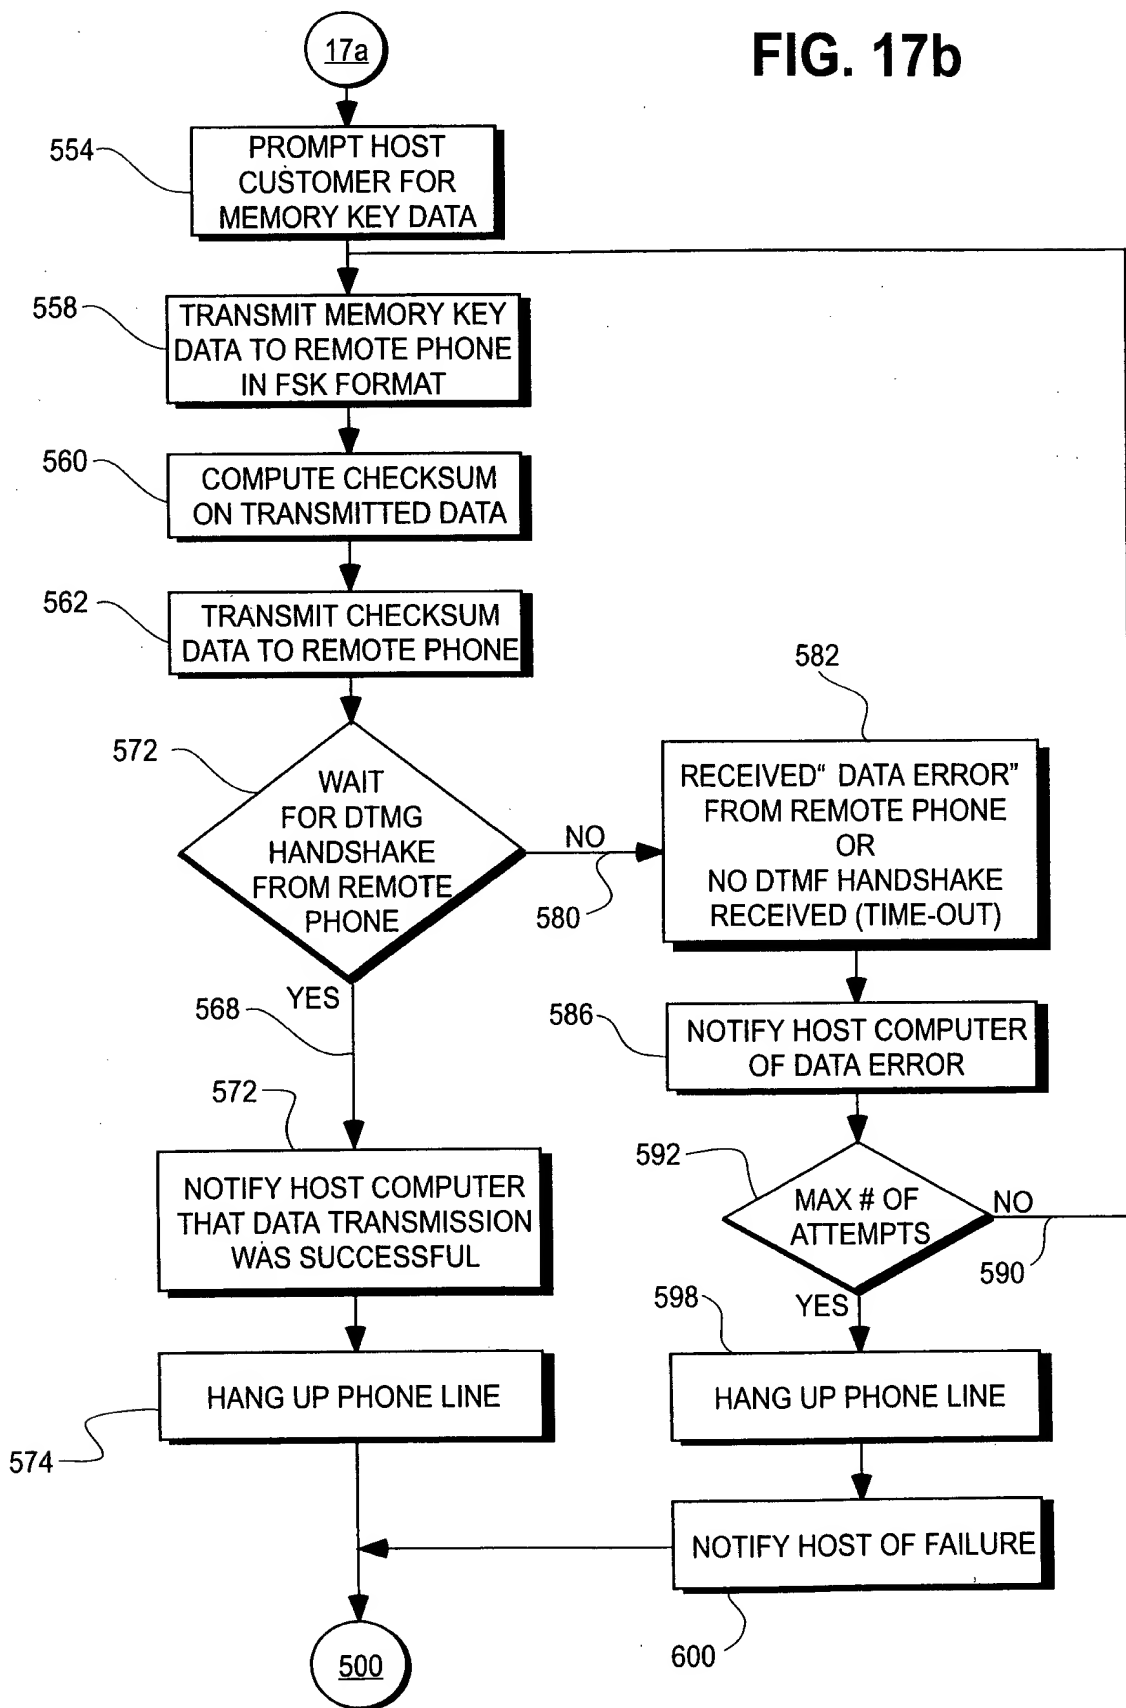 FIG. 17b
17a
554
PROMPT HOST
CUSTOMER FOR
MEMORY KEY DATA
558
TRANSMIT MEMORY KEY
DATA TO REMOTE PHONE
IN FSK FORMAT
560
COMPUTE CHECKSUM
ON TRANSMITTED DATA
562
TRANSMIT CHECKSUM
DATA TO REMOTE PHONE
572
WAIT
FOR DTMG
HANDSHAKE
FROM REMOTE
PHONE
NO
580
582
RECEIVED“ DATA ERROR”
FROM REMOTE PHONE
OR
NO DTMF HANDSHAKE
RECEIVED (TIME-OUT)
YES
568
586
NOTIFY HOST COMPUTER
OF DATA ERROR
572
NOTIFY HOST COMPUTER
THAT DATA TRANSMISSION
WAS SUCCESSFUL
592
MAX # OF
ATTEMPTS
NO
590
YES
598
HANG UP PHONE LINE
574
HANG UP PHONE LINE
NOTIFY HOST OF FAILURE
600
500